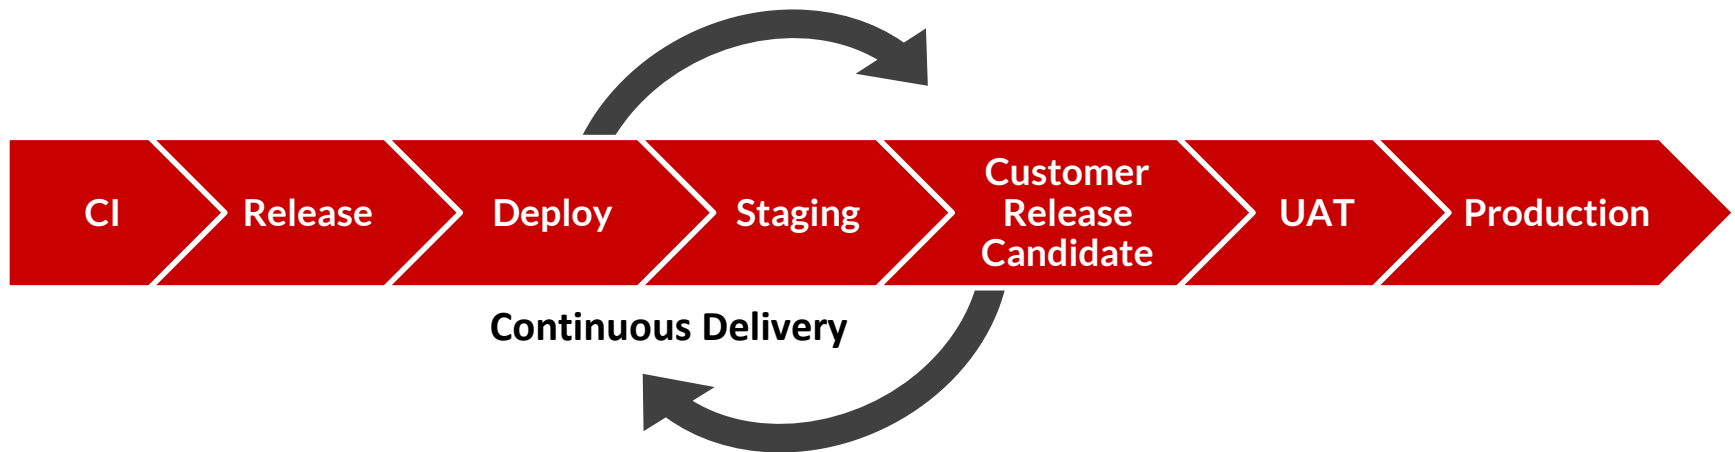 CI
Release
Deploy
Staging
Customer
Release
Candidate
UAT
Production
Continuous Delivery